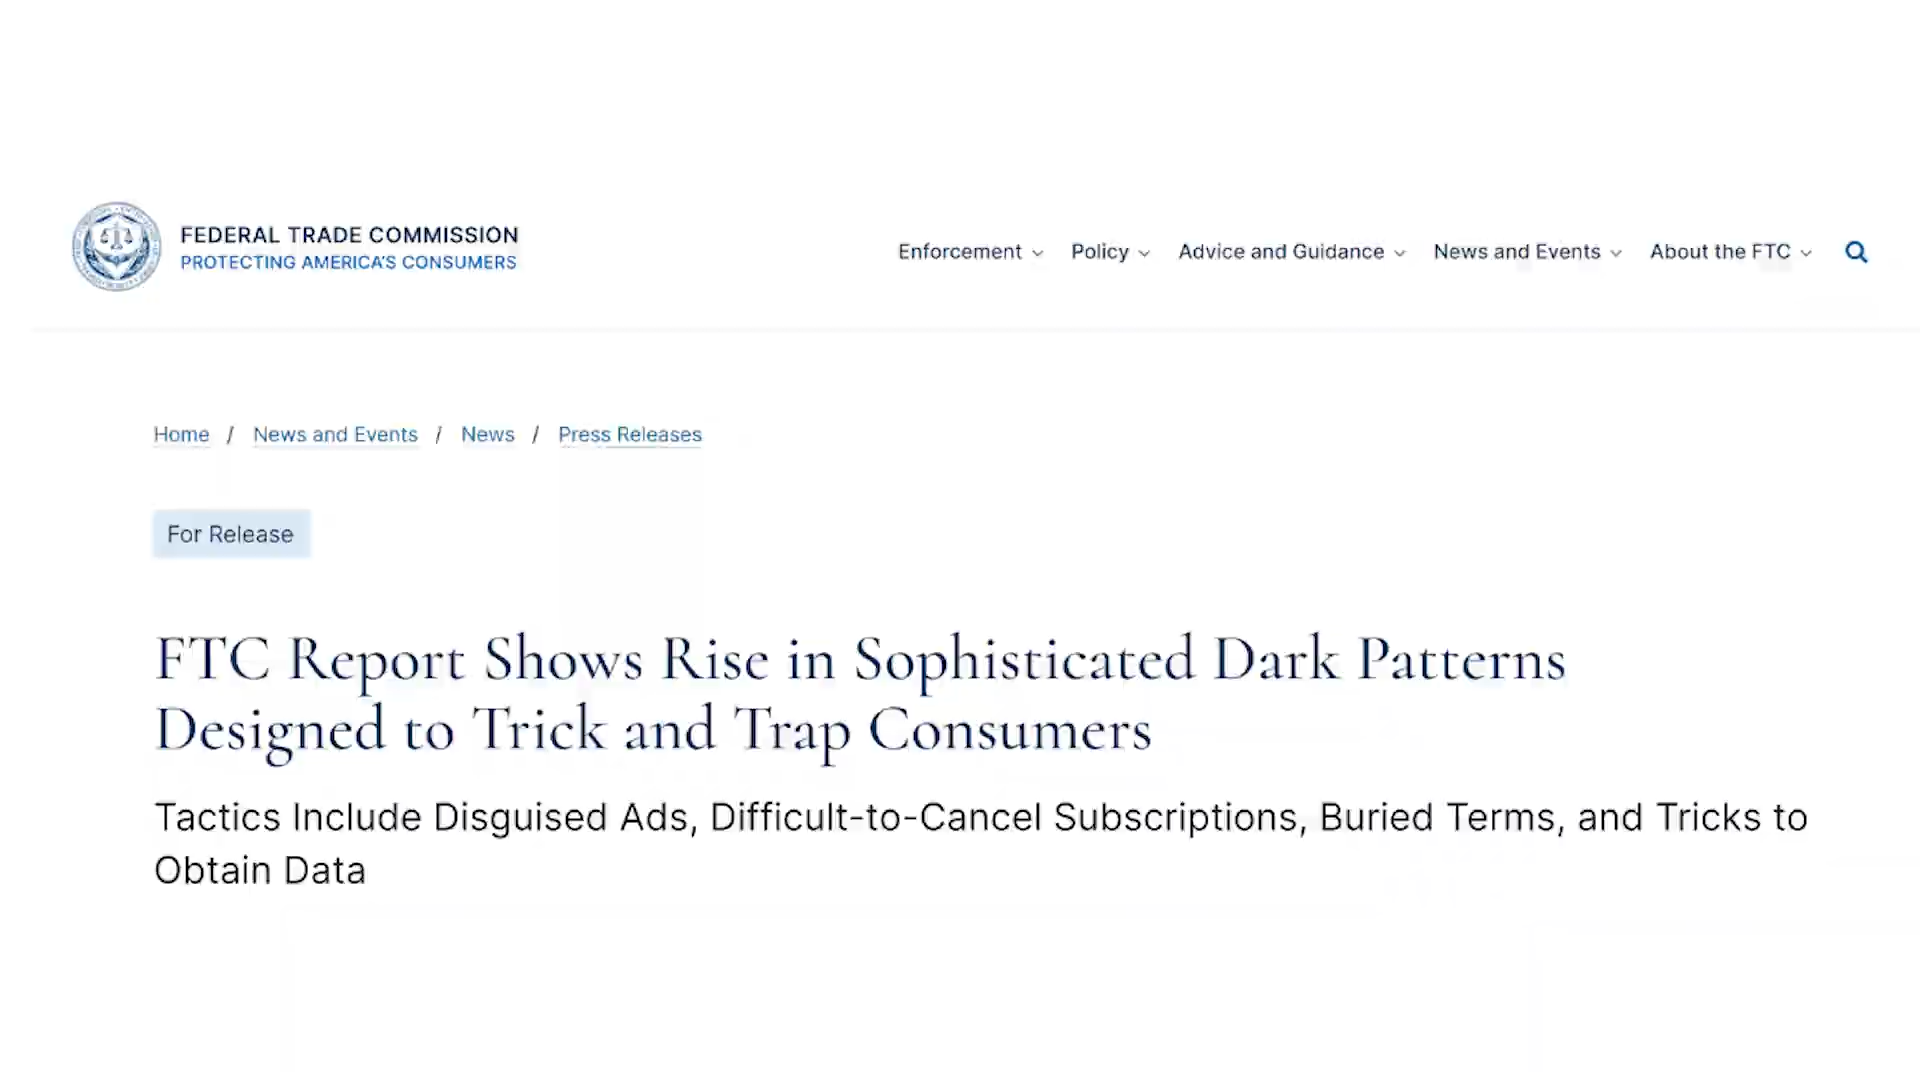 FEDERAL TRADE COMMISSION
PROTECTING AMERICA'S CONSUMERS
Enforcement Policy Advice and Guidance News and Events About the FTC
Home / News and Events / News / Press Releases
For Release
FTC Report Shows Rise in Sophisticated Dark Patterns
Designed to Trick and Trap Consumers
Tactics Include Disguised Ads, Difficult-to-Cancel Subscriptions, Buried Terms, and Tricks to
Obtain Data